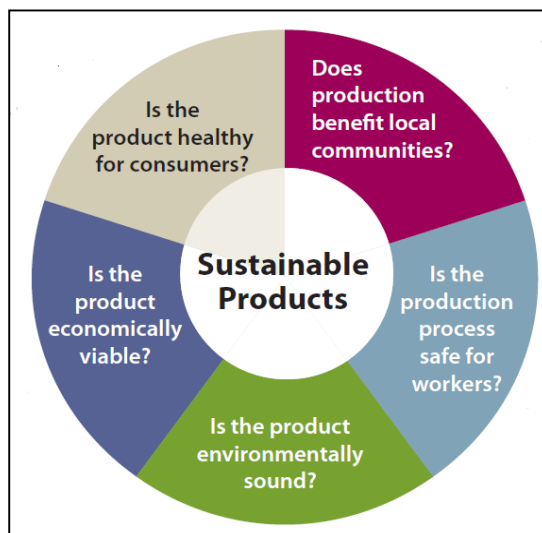 Does
production
benefit local
communities?
Is the
production
process
safe for
workers?
Is the product
environmentally
sound?
Is the
product
economically
viable?
Is the
product healthy
for consumers?
Sustainable
Products